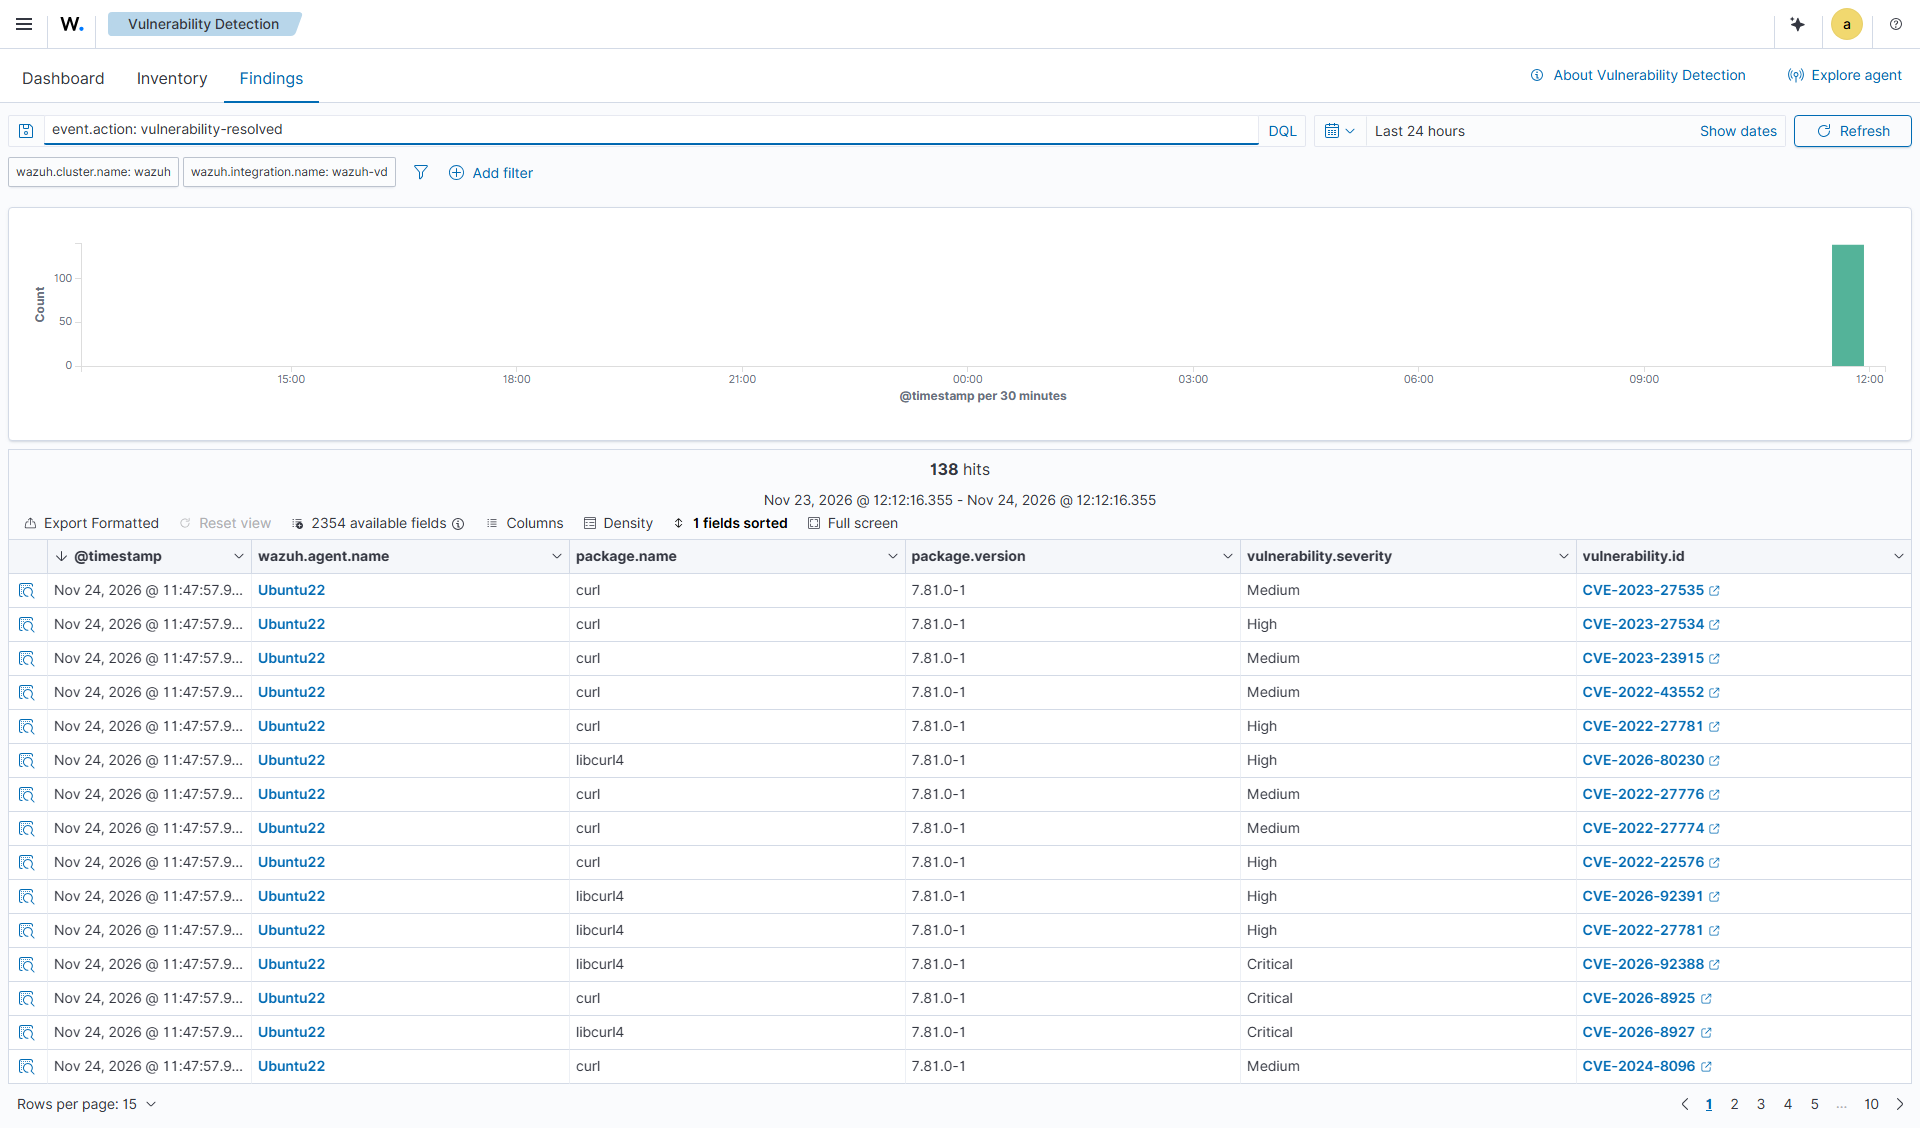 W. Vulnerability Detection a
Dashboard Inventory Findings About Vulnerability Detection Explore agent
event.action: vulnerability-resolved DQL Last 24 hours Show dates Refresh
wazuh.cluster.name: wazuh wazuh.integration.name: wazuh-vd Add filter
Count
100
50
0
15:00 18:00 21:00 00:00 03:00 06:00 09:00 12:00
@timestamp per 30 minutes
138 hits
Nov 23, 2026 @ 12:12:16.355 - Nov 24, 2026 @ 12:12:16.355
Export Formatted Reset view 2354 available fields Columns Density 1 fields sorted Full screen
@timestamp wazuh.agent.name package.name package.version vulnerability.severity vulnerability.id
Nov 24, 2026 @ 11:47:57.9... Ubuntu22 curl 7.81.0-1 Medium CVE-2023-27535
Nov 24, 2026 @ 11:47:57.9... Ubuntu22 curl 7.81.0-1 High CVE-2023-27534
Nov 24, 2026 @ 11:47:57.9... Ubuntu22 curl 7.81.0-1 Medium CVE-2023-23915
Nov 24, 2026 @ 11:47:57.9... Ubuntu22 curl 7.81.0-1 Medium CVE-2022-43552
Nov 24, 2026 @ 11:47:57.9... Ubuntu22 curl 7.81.0-1 High CVE-2022-27781
Nov 24, 2026 @ 11:47:57.9... Ubuntu22 libcurl4 7.81.0-1 High CVE-2026-80230
Nov 24, 2026 @ 11:47:57.9... Ubuntu22 curl 7.81.0-1 Medium CVE-2022-27776
Nov 24, 2026 @ 11:47:57.9... Ubuntu22 curl 7.81.0-1 Medium CVE-2022-27774
Nov 24, 2026 @ 11:47:57.9... Ubuntu22 curl 7.81.0-1 High CVE-2022-22576
Nov 24, 2026 @ 11:47:57.9... Ubuntu22 libcurl4 7.81.0-1 High CVE-2026-92391
Nov 24, 2026 @ 11:47:57.9... Ubuntu22 libcurl4 7.81.0-1 High CVE-2022-27781
Nov 24, 2026 @ 11:47:57.9... Ubuntu22 libcurl4 7.81.0-1 Critical CVE-2026-92388
Nov 24, 2026 @ 11:47:57.9... Ubuntu22 curl 7.81.0-1 Critical CVE-2026-8925
Nov 24, 2026 @ 11:47:57.9... Ubuntu22 libcurl4 7.81.0-1 Critical CVE-2026-8927
Nov 24, 2026 @ 11:47:57.9... Ubuntu22 curl 7.81.0-1 Medium CVE-2024-8096
Rows per page: 15 1 2 3 4 5 ... 10